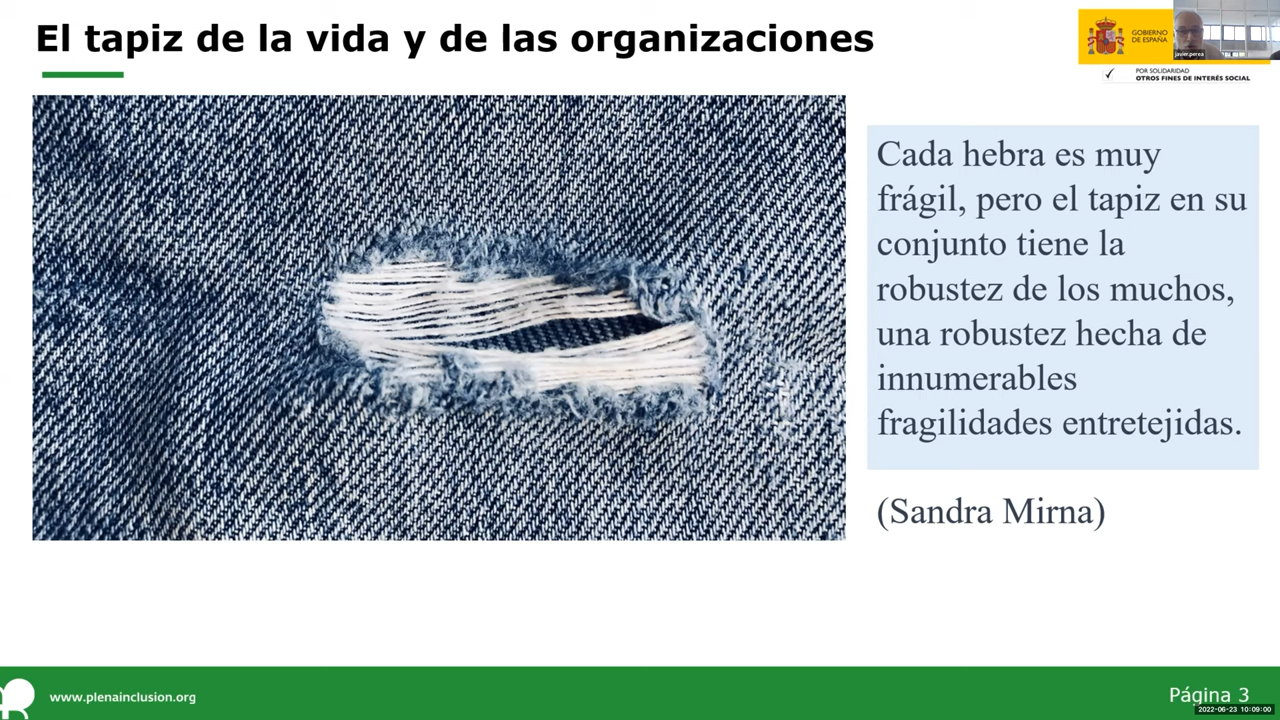 El tapiz de la vida y de las organizaciones
GOBIERNO
DE ESPAÑA
javier.perea
POR SOLIDARIDAD
OTROS FINES DE INTERÉS SOCIAL
Cada hebra es muy
frágil, pero el tapiz en su
conjunto tiene la
robustez de los muchos,
una robustez hecha de
innumerables
fragilidades entretejidas.
(Sandra Mirna)
www.plenainclusion.org
Página 3
2022-06-23 10:09:00